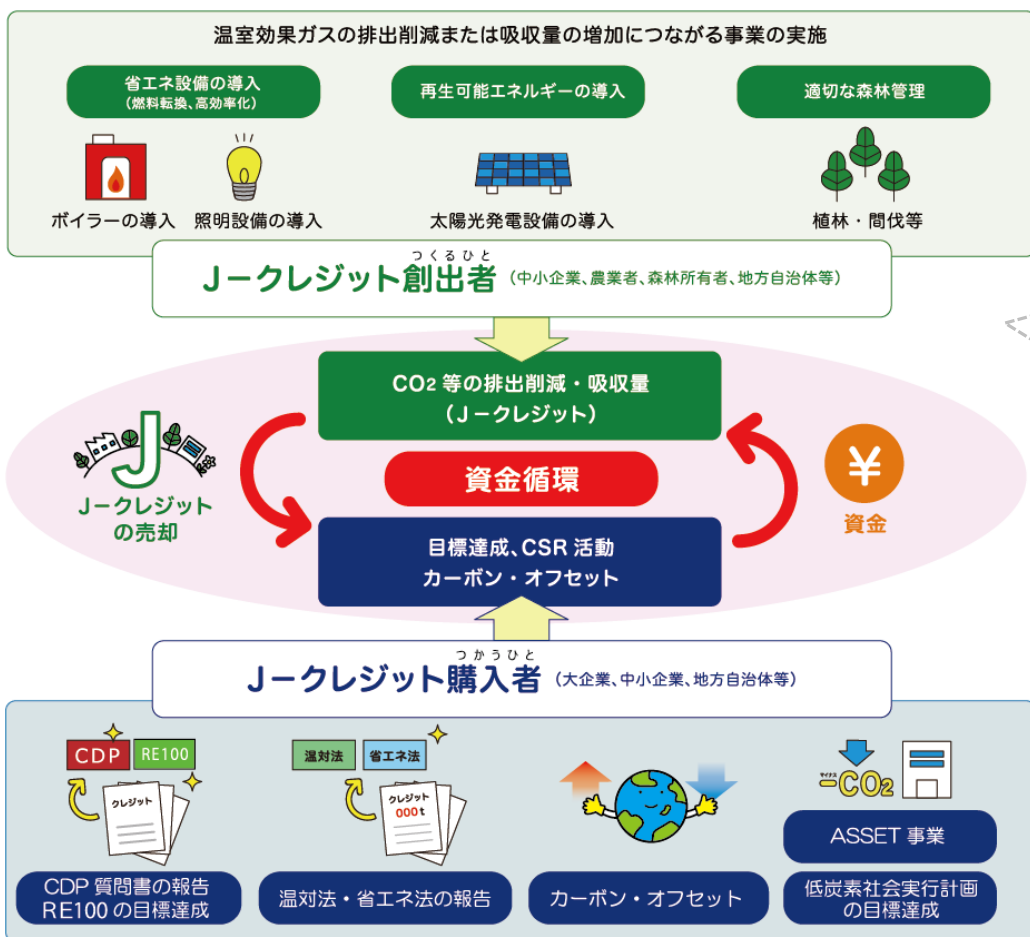 温室効果ガスの排出削減または吸収量の増加につながる事業の実施
省エネ設備の導入
(燃料転換、高効率化)
再生可能エネルギーの導入
適切な森林管理
ボイラーの導入
照明設備の導入
太陽光発電設備の導入
植林・間伐等
つくるひと
Jークレジット創出者 (中小企業、農業者、森林所有者、地方自治体等)
CO2 等の排出削減・吸収量
(Jークレジット)
J
Jークレジット
の売却
資金循環
¥
資金
目標達成、CSR 活動
カーボン・オフセット
つかうひと
Jークレジット購入者 (大企業、中小企業、地方自治体等)
CDP
RE100
クレジット
CDP 質問書の報告
RE100 の目標達成
温対法
省エネ法
クレジット
000t
温対法・省エネ法の報告
カーボン・オフセット
マイナス
-CO2
ASSET 事業
低炭素社会実行計画
の目標達成